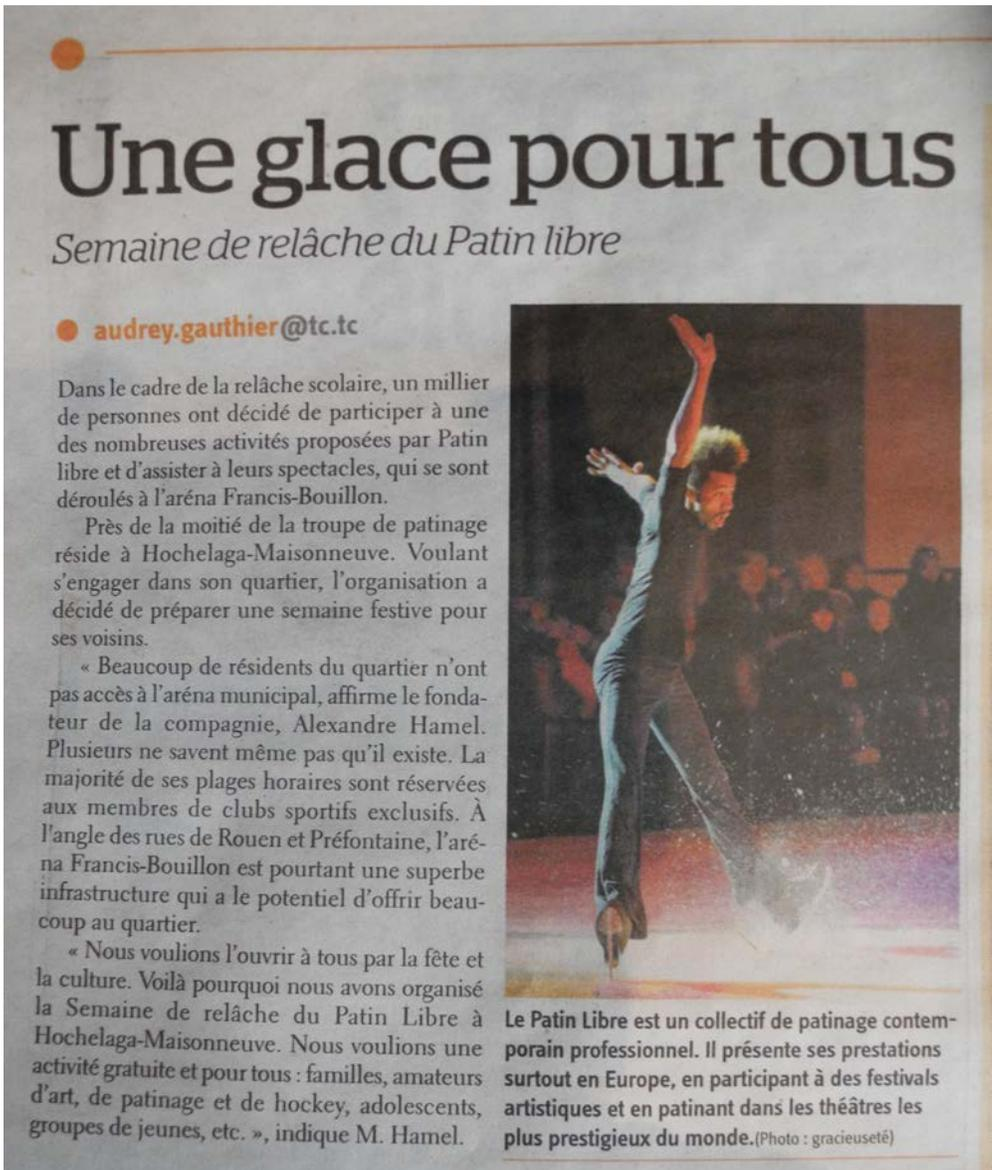 Une glace pour tous
Semaine de relâche du Patin libre
audrey.gauthier@tc.tc
Dans le cadre de la relâche scolaire, un millier
de personnes ont décidé de participer à une
des nombreuses activités proposées par Patin
libre et d'assister à leurs spectacles, qui se sont
déroulés à l'aréna Francis-Bouillon.
Près de la moitié de la troupe de patinage
réside à Hochelaga-Maisonneuve. Voulant
s'engager dans son quartier, l'organisation a
décidé de préparer une semaine festive pour
ses voisins.
« Beaucoup de résidents du quartier n'ont
pas accès à l'aréna municipal, affirme le fonda-
teur de la compagnie, Alexandre Hamel.
Plusieurs ne savent même pas qu'il existe. La
majorité de ses plages horaires sont réservées
aux membres de clubs sportifs exclusifs. À
l'angle des rues de Rouen et Préfontaine, l'aré-
na Francis-Bouillon est pourtant une superbe
infrastructure qui a le potentiel d'offrir beau-
coup au quartier.
« Nous voulions l'ouvrir à tous par la fête et
la culture. Voilà pourquoi nous avons organisé
la Semaine de relâche du Patin Libre à
Hochelaga-Maisonneuve. Nous voulions une
activité gratuite et pour tous : familles, amateurs
d'art, de patinage et de hockey, adolescents,
groupes de jeunes, etc. », indique M. Hamel.
Le Patin Libre est un collectif de patinage contem-
porain professionnel. Il présente ses prestations
surtout en Europe, en participant à des festivals
artistiques et en patinant dans les théâtres les
plus prestigieux du monde.(Photo : gracieuseté)